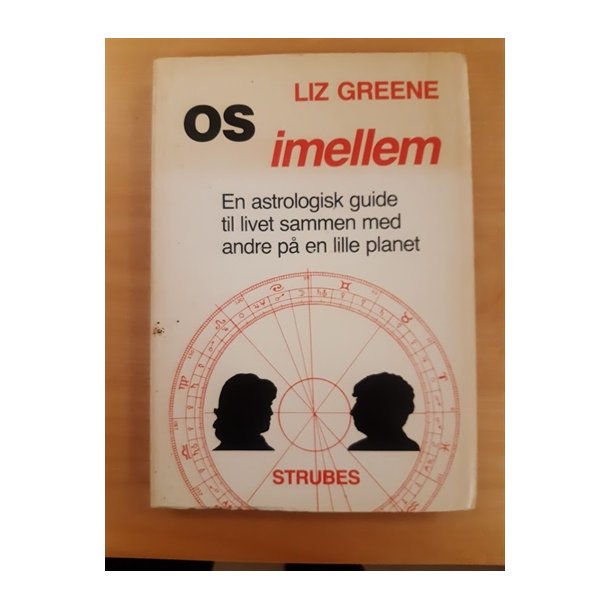 LIZ GREENE
os
imellem
En astrologisk guide
til livet sammen med
andre på en lille planet
STRUBES